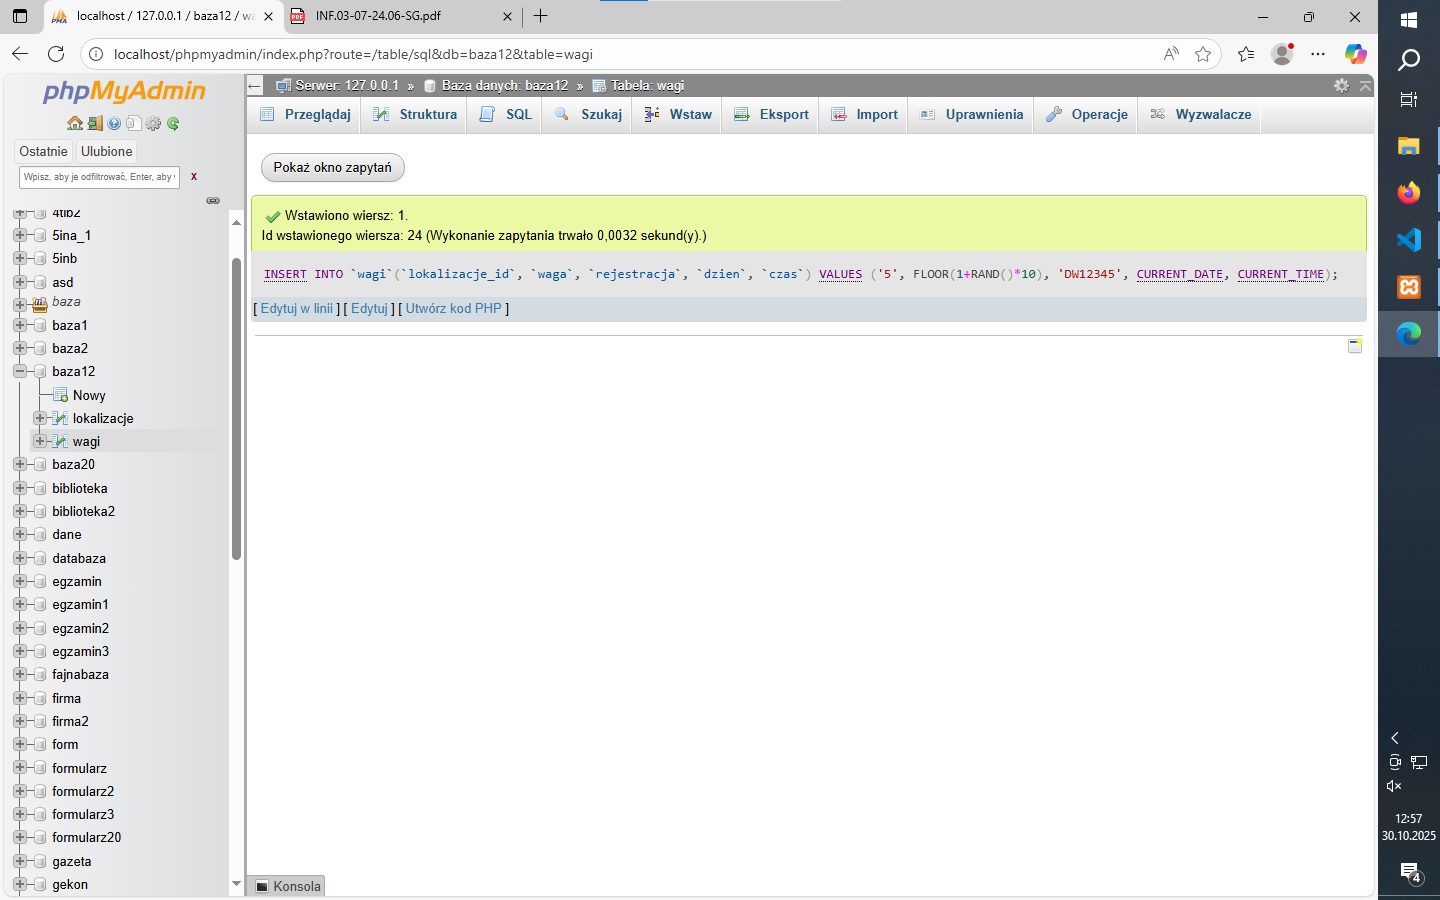 localhost / 127.0.0.1 / baza12 / wa
INF.03-07-24.06-SG.pdf
localhost/phpmyadmin/index.php?route=/table/sql&db=baza12&table=wagi
phpMyAdmin
Ostatnie Ulubione
Wpisz, aby je odfiltrować, Enter, aby
x
4tib2
5ina_1
5inb
asd
baza
baza1
baza2
baza12
Nowy
lokalizacje
wagi
baza20
biblioteka
biblioteka2
dane
databaza
egzamin
egzamin1
egzamin2
egzamin3
fajnabaza
firma
firma2
form
formularz
formularz2
formularz3
formularz20
gazeta
gekon
Serwer: 127.0.0.1 » Baza danych: baza12 » Tabela: wagi
Przeglądaj Struktura SQL Szukaj Wstaw Eksport Import Uprawnienia Operacje Wyzwalacze
Pokaż okno zapytań
Wstawiono wiersz: 1.
Id wstawionego wiersza: 24 (Wykonanie zapytania trwało 0,0032 sekund(y).)
INSERT INTO `wagi`(`lokalizacje_id`, `waga`, `rejestracja`, `dzien`, `czas`) VALUES ('5', FLOOR(1+RAND()*10), 'DW12345', CURRENT_DATE, CURRENT_TIME);
[ Edytuj w linii ] [ Edytuj ] [ Utwórz kod PHP ]
Konsola
12:57
30.10.2025
4